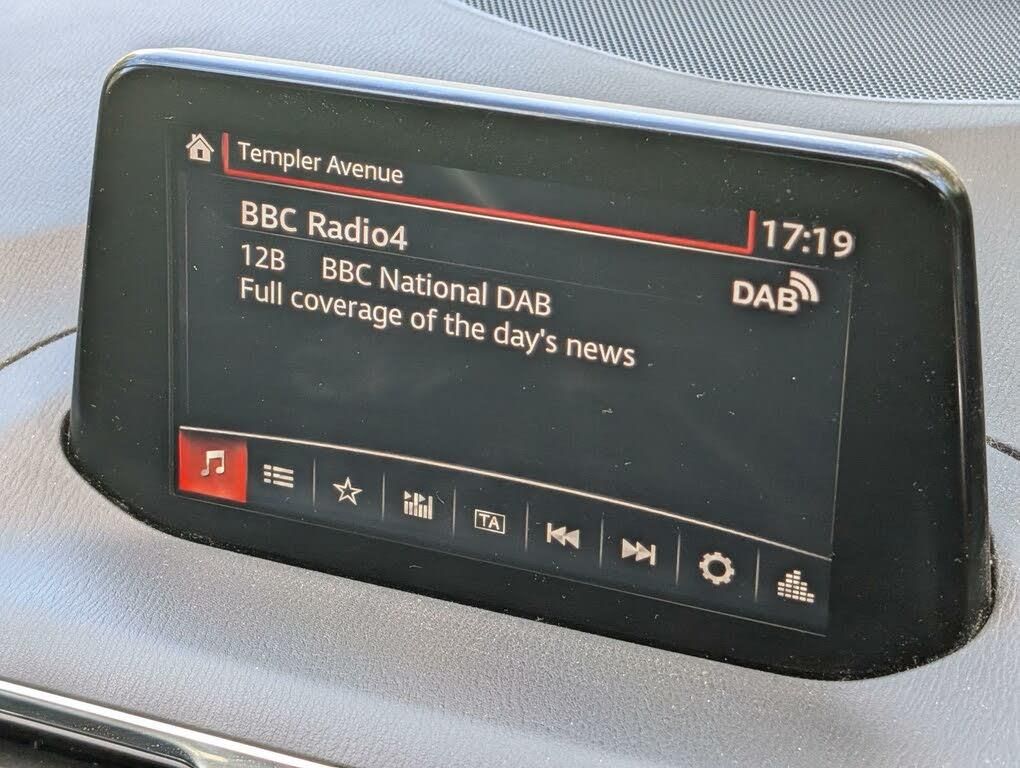 Templer Avenue
17:19
BBC Radio4
12B BBC National DAB
DAB
Full coverage of the day's news
TA